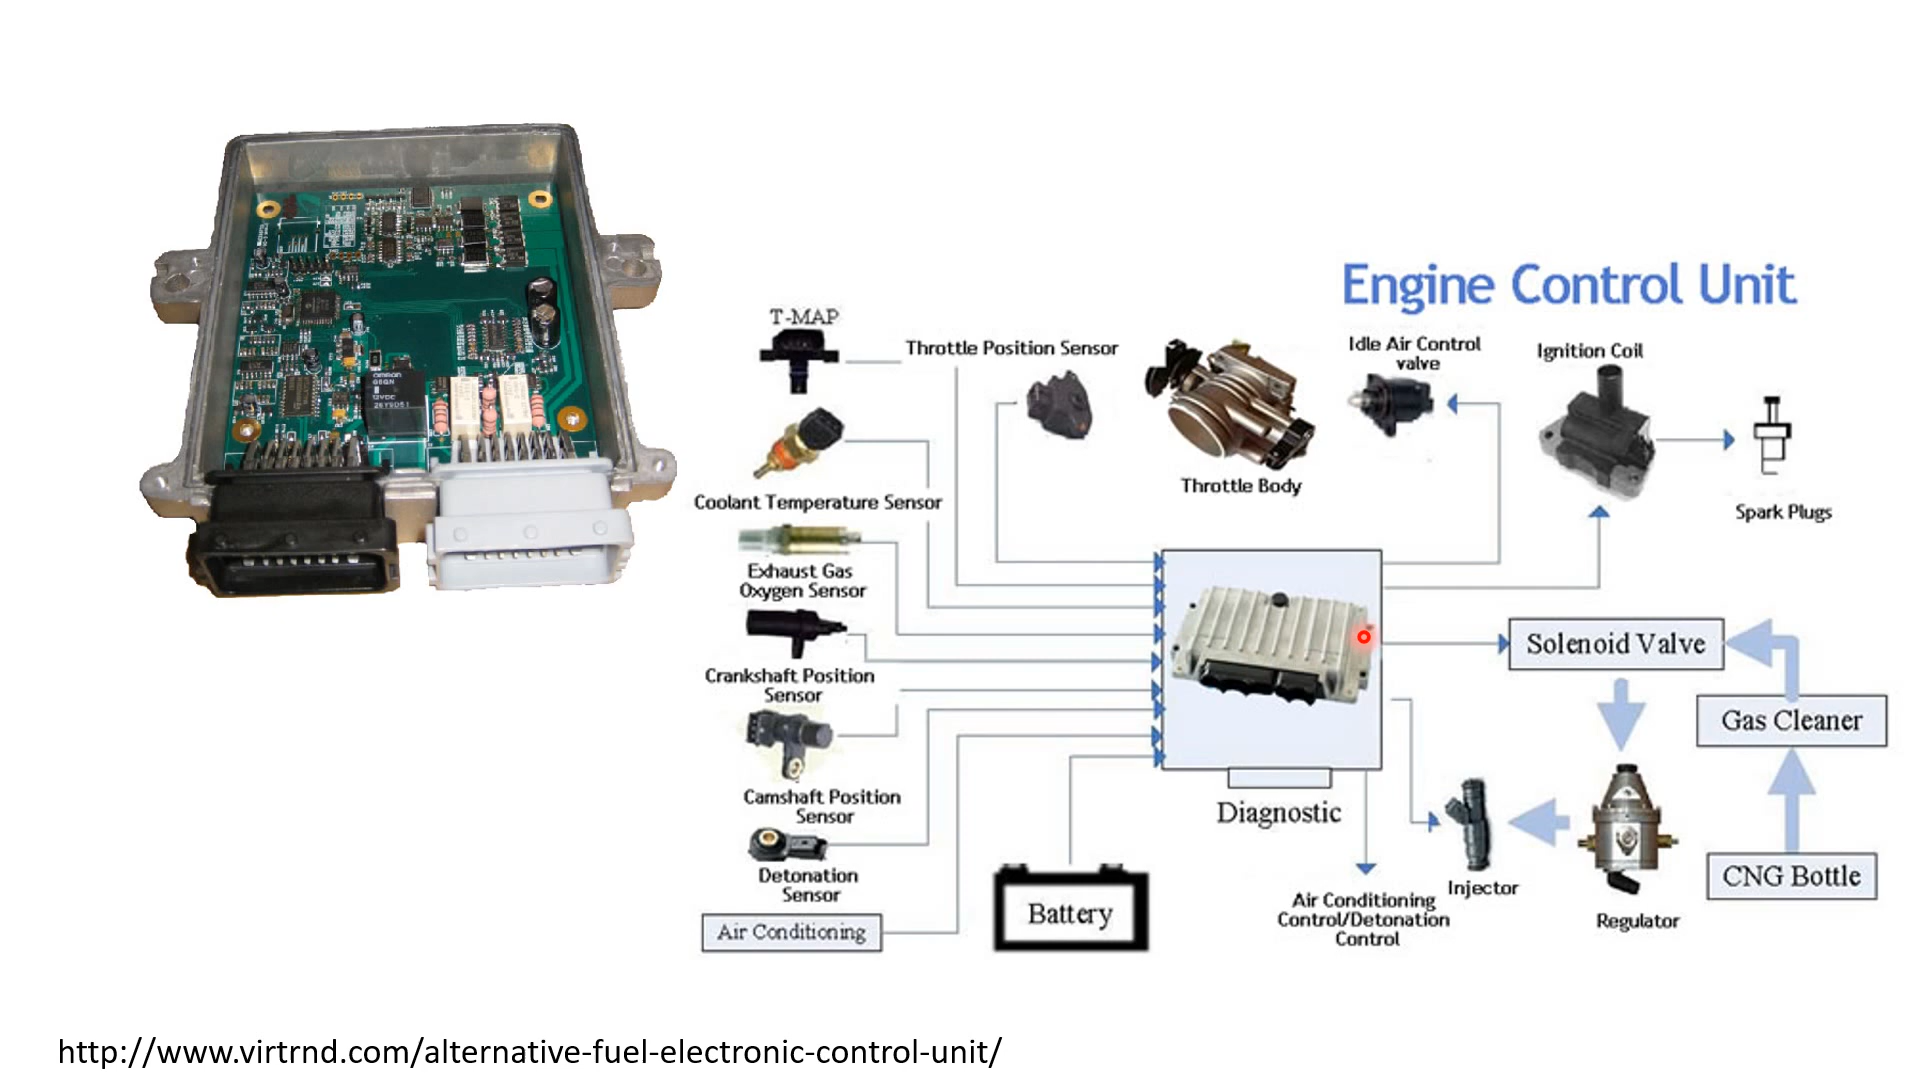 Engine Control Unit
T-MAP
Throttle Position Sensor
Idle Air Control
valve
Ignition Coil
Throttle Body
Spark Plugs
Coolant Temperature Sensor
Exhaust Gas
Oxygen Sensor
Crankshaft Position
Sensor
Camshaft Position
Sensor
Detonation
Sensor
Air Conditioning
Battery
Diagnostic
Air Conditioning
Control/Detonation
Control
Injector
Solenoid Valve
Gas Cleaner
CNG Bottle
Regulator
omron
12VDC
http://www.virtrnd.com/alternative-fuel-electronic-control-unit/